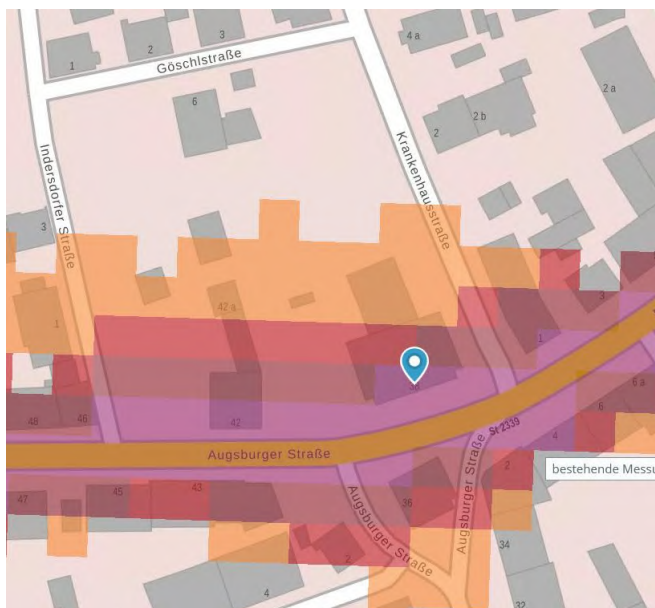 1
2
3
Göschlstraße
4 a
2 a
6
2
2 b
Indersdorfer Straße
Krankenhausstraße
3
1
42 a
3
1
38
6 a
48
46
42
6
St 2339
4
Augsburger Straße
2
bestehende Messu
47
45
43
36
Augsburger Straße
Augsburger Straße
2
34
4
32